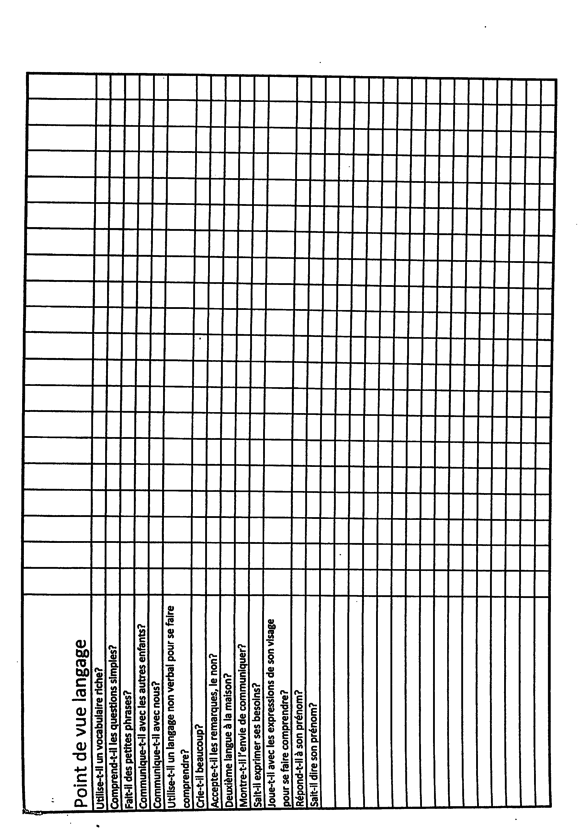 Point de vue langage
Utilise-t-il un vocabulaire riche?
Comprend-t-il les questions simples?
Fait-il des petites phrases?
Communique-t-il avec les autres enfants?
Communique-t-il avec nous?
Utilise-t-il un langage non verbal pour se faire
comprendre?
Crie-t-il beaucoup?
Accepte-t-il les remarques, le non?
Deuxième langue à la maison?
Montre-t-il l'envie de communiquer?
Sait-il exprimer ses besoins?
Joue-t-il avec les expressions de son visage
pour se faire comprendre?
Répond-t-il à son prénom?
Sait-il dire son prénom?